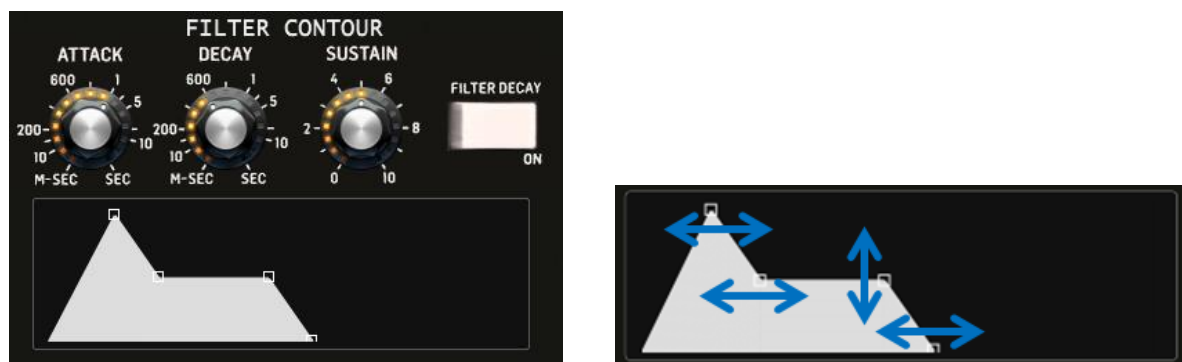 FILTER CONTOUR
ATTACK DECAY SUSTAIN
600 1 600 1 4 6
FILTER DECAY
5 5
200 10 200 10 2 8
10 10
ON
M-SEC SEC M-SEC SEC 0 10